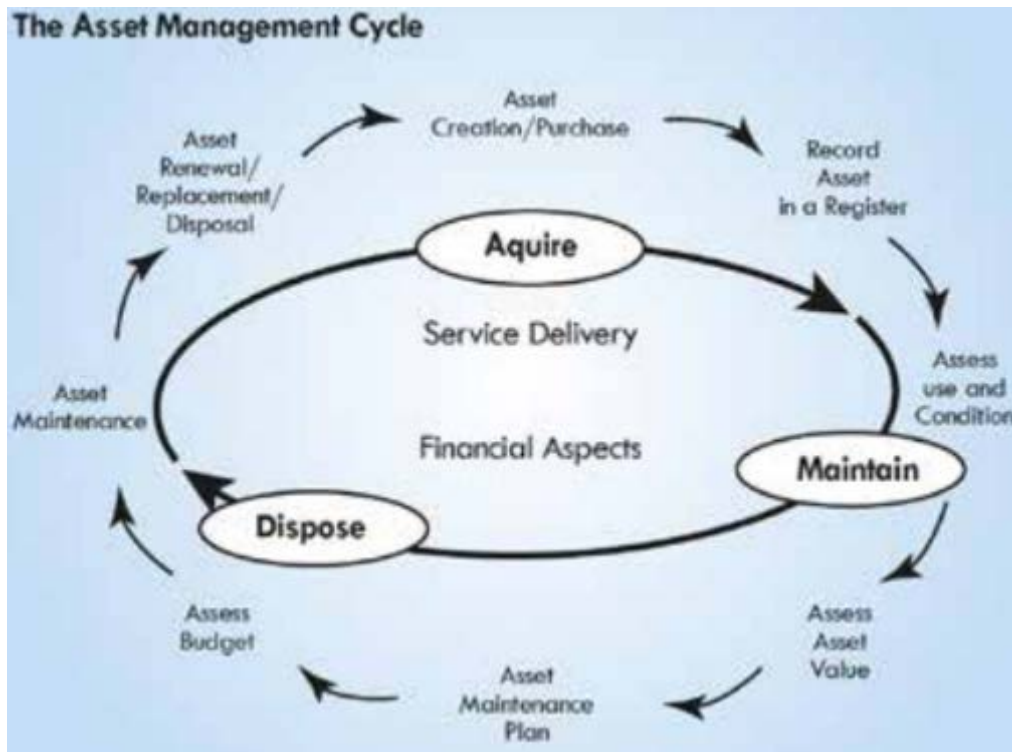 The Asset Management Cycle
Asset
Creation/Purchase
Record
Asset
in a Register
Assess
use and
Condition
Assess
Asset
Value
Asset
Maintenance
Plan
Assess
Budget
Asset
Maintenance
Asset
Renewal/
Replacement/
Disposal
Aquire
Service Delivery
Financial Aspects
Maintain
Dispose